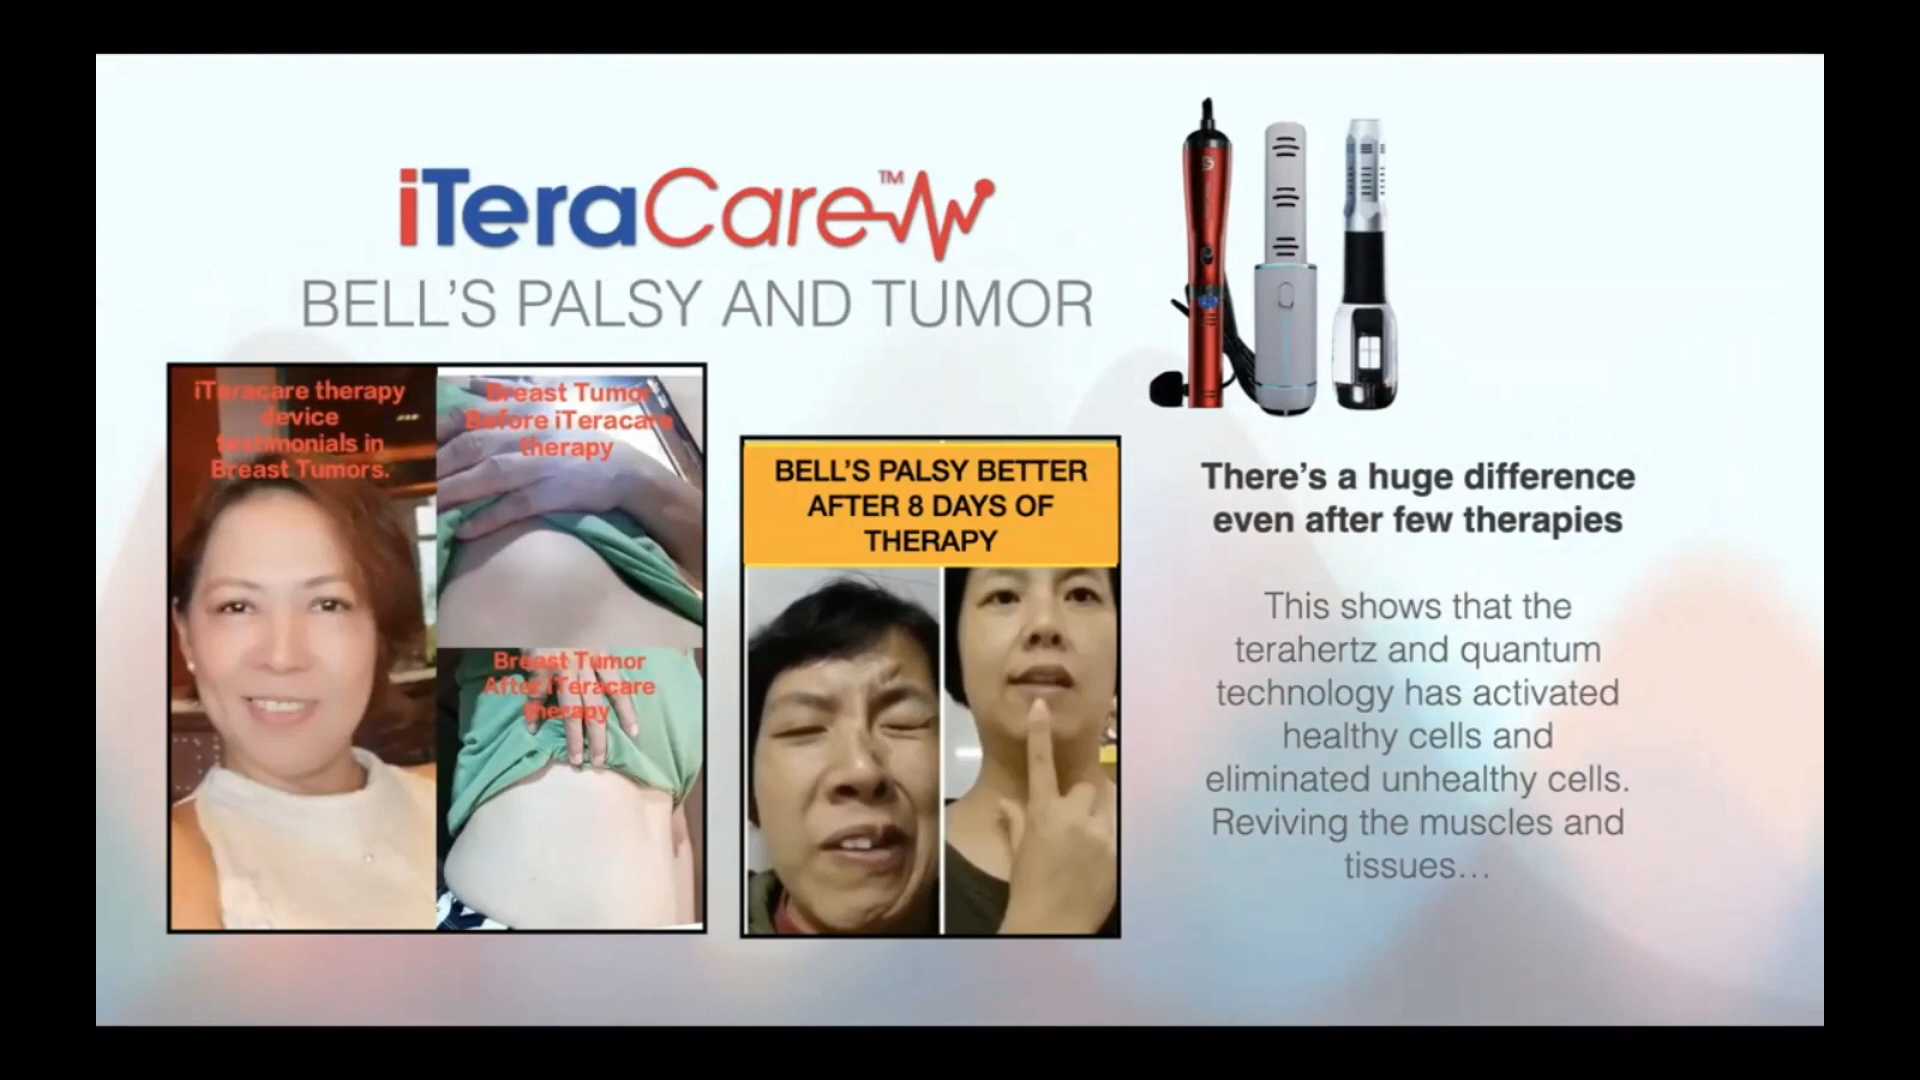 iTeraCare™
BELL'S PALSY AND TUMOR
iTeracare therapy
device
testimonials in
Breast Tumors.
Breast Tumor
Before iTeracare
therapy
Breast Tumor
After iTeracare
therapy
BELL'S PALSY BETTER
AFTER 8 DAYS OF
THERAPY
There's a huge difference
even after few therapies
This shows that the
terahertz and quantum
technology has activated
healthy cells and
eliminated unhealthy cells.
Reviving the muscles and
tissues...